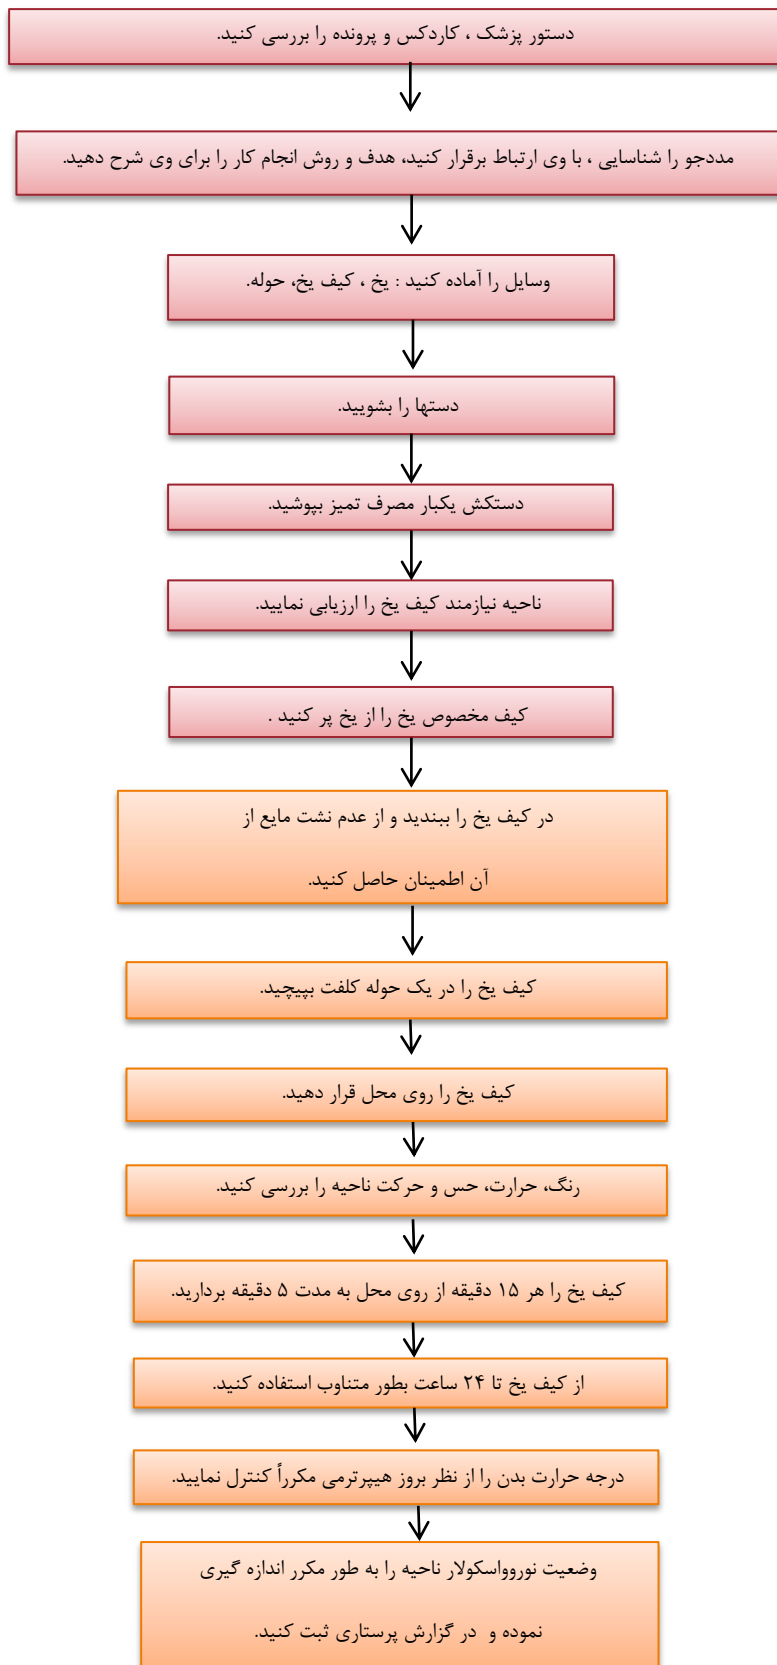 دستور پزشک ، کاردکس و پرونده را بررسی کنید.
مددجو را شناسایی ، با وی ارتباط برقرار کنید، هدف و روش انجام کار را برای وی شرح دهید.
وسایل را آماده کنید : یخ ، کیف یخ، حوله.
دستها را بشویید.
دستکش یکبار مصرف تمیز بپوشید.
ناحیه نیازمند کیف یخ را ارزیابی نمایید.
کیف مخصوص یخ را از یخ پر کنید .
در کیف یخ را ببندید و از عدم نشت مایع از
آن اطمینان حاصل کنید.
کیف یخ را در یک حوله کلفت بپیچید.
کیف یخ را روی محل قرار دهید.
رنگ، حرارت، حس و حرکت ناحیه را بررسی کنید.
کیف یخ را هر ۱۵ دقیقه از روی محل به مدت ۵ دقیقه بردارید.
از کیف یخ تا ۲۴ ساعت بطور متناوب استفاده کنید.
درجه حرارت بدن را از نظر بروز هیپرترمی مکرراً کنترل نمایید.
وضعیت نوروواسکولار ناحیه را به طور مکرر اندازه گیری
نموده و در گزارش پرستاری ثبت کنید.